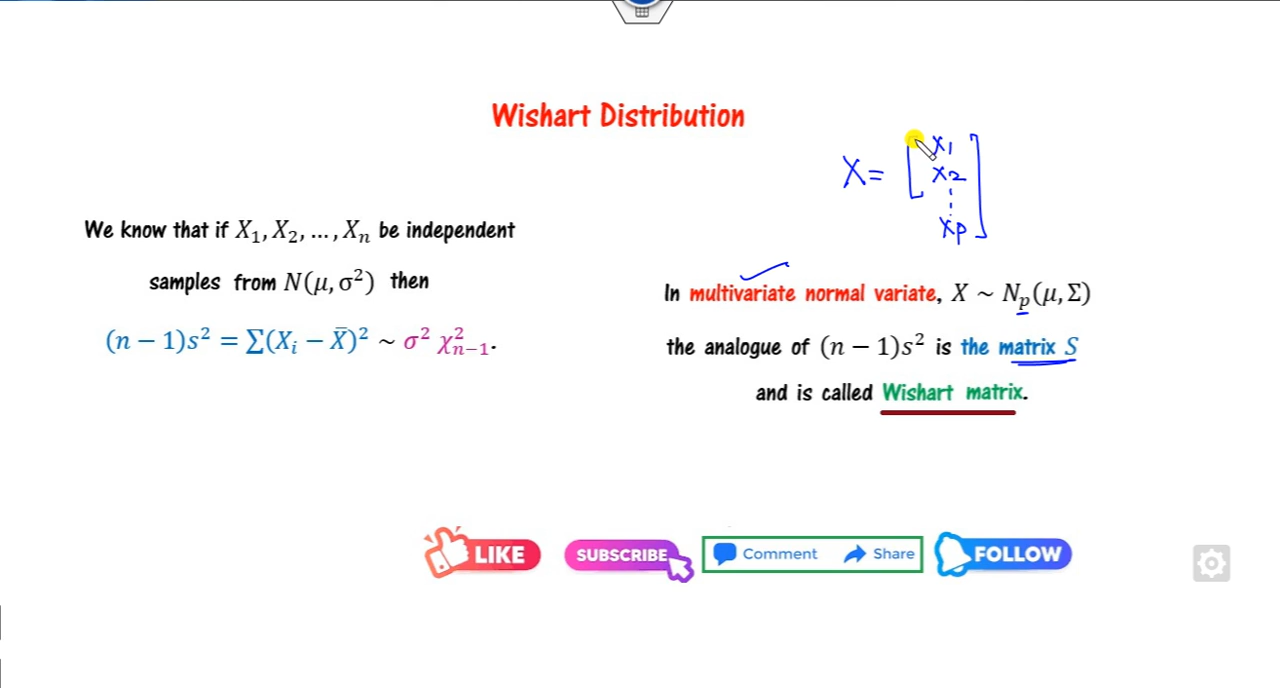 Wishart Distribution
X = [ x1
x2
⋮
xp ]
We know that if X₁, X₂, …, Xₙ be independent
samples from N(μ, σ²) then
(n − 1)s² = ∑(Xᵢ − X̄)² ~ σ² χ²ₙ₋₁.
In multivariate normal variate, X ~ Nₚ(μ, Σ)
the analogue of (n − 1)s² is the matrix S
and is called Wishart matrix.
LIKE
SUBSCRIBE
Comment
Share
FOLLOW